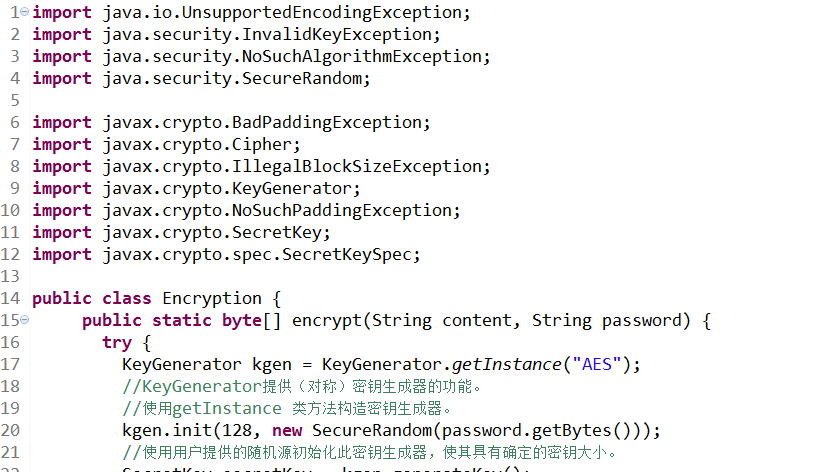 1 import java.io.UnsupportedEncodingException;
2 import java.security.InvalidKeyException;
3 import java.security.NoSuchAlgorithmException;
4 import java.security.SecureRandom;
5
6 import javax.crypto.BadPaddingException;
7 import javax.crypto.Cipher;
8 import javax.crypto.IllegalBlockSizeException;
9 import javax.crypto.KeyGenerator;
10 import javax.crypto.NoSuchPaddingException;
11 import javax.crypto.SecretKey;
12 import javax.crypto.spec.SecretKeySpec;
13
14 public class Encryption {
15 public static byte[] encrypt(String content, String password) {
16 try {
17 KeyGenerator kgen = KeyGenerator.getInstance("AES");
18 //KeyGenerator提供（对称）密钥生成器的功能。
19 //使用getInstance 类方法构造密钥生成器。
20 kgen.init(128, new SecureRandom(password.getBytes()));
21 //使用用户提供的随机源初始化此密钥生成器，使其具有确定的密钥大小。